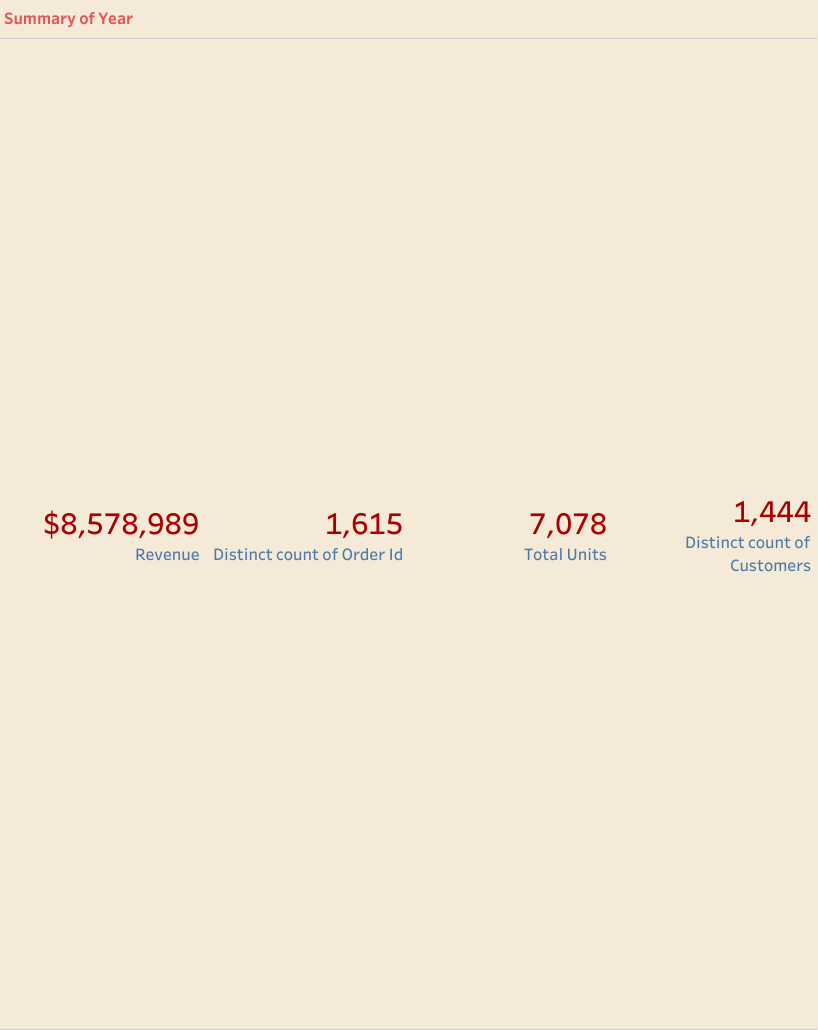 Summary of Year
$8,578,989
Revenue
1,615
Distinct count of Order Id
7,078
Total Units
1,444
Distinct count of
Customers